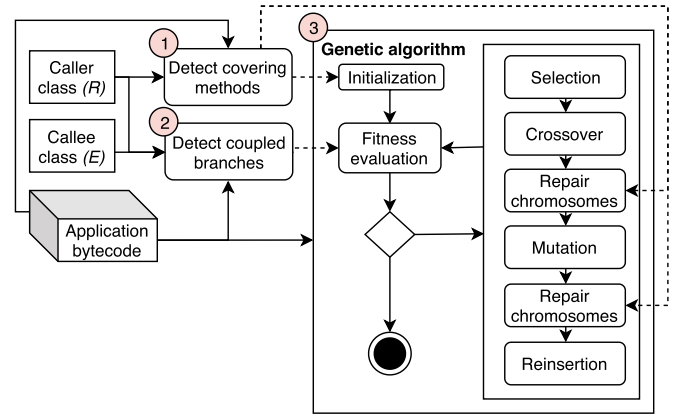 1
2
3
Caller
class (R)
Callee
class (E)
Application
bytecode
Detect covering
methods
Detect coupled
branches
Genetic algorithm
Initialization
Fitness
evaluation
Selection
Crossover
Repair
chromosomes
Mutation
Repair
chromosomes
Reinsertion